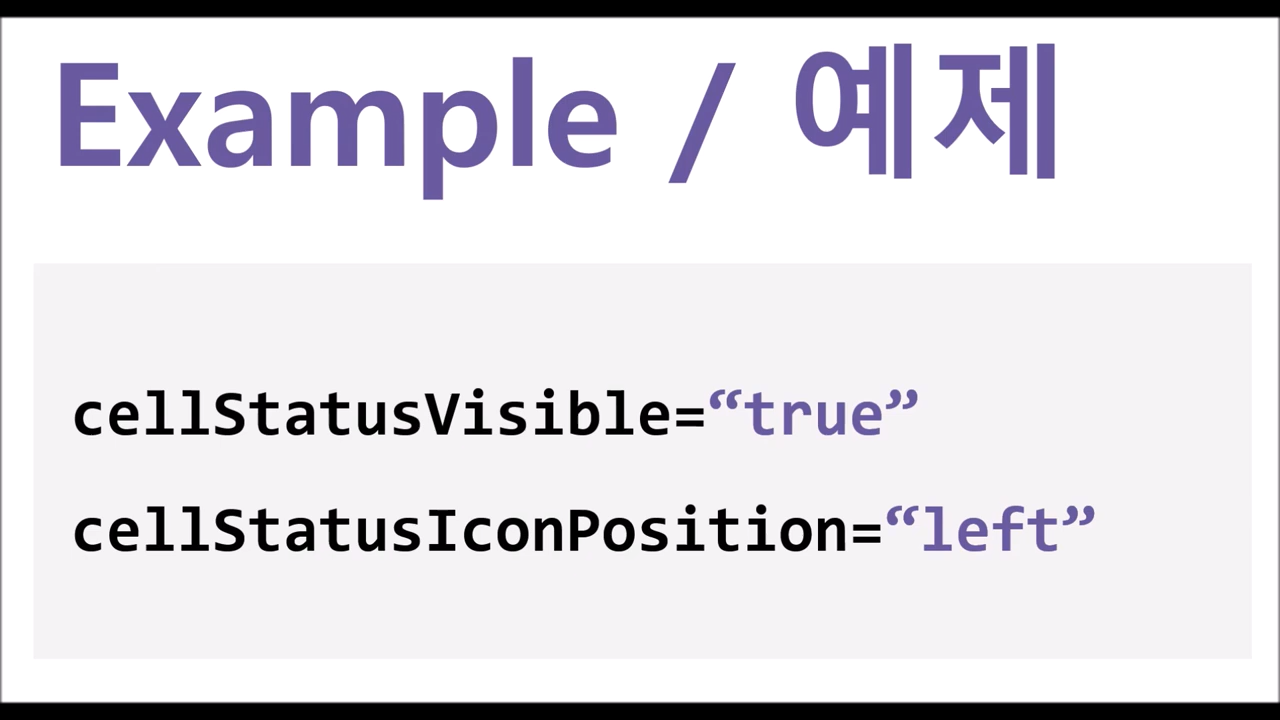 Example / 예제
cellStatusVisible=“true”
cellStatusIconPosition=“left”